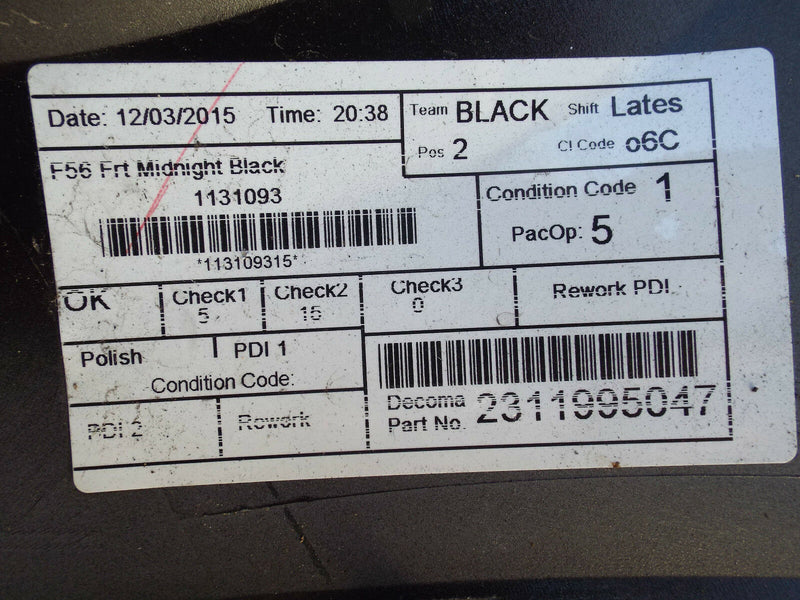 Date: 12/03/2015 Time: 20:38
Team BLACK Shift Lates
Pos 2 Cl Code o6C
F56 Frt Midnight Black
1131093
*113109315*
Condition Code 1
PacOp: 5
OK
Check1
5
Check2
15
Check3
0
Rework PDI
Polish
PDI 1
Condition Code:
PDI 2
Rework
Decoma
Part No. 2311995047